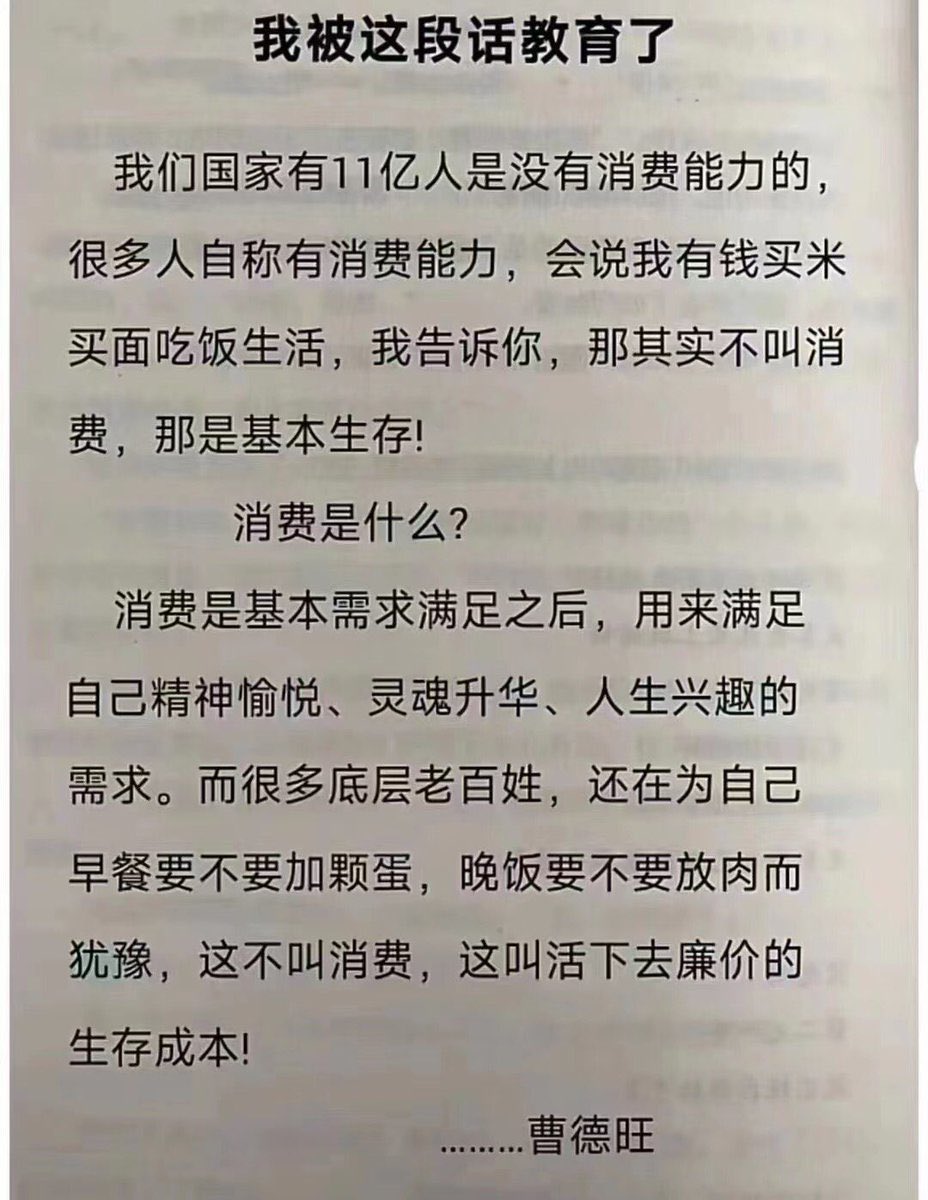 我被这段话教育了
我们国家有11亿人是没有消费能力的，
很多人自称有消费能力，会说我有钱买米
买面吃饭生活，我告诉你，那其实不叫消
费，那是基本生存!
消费是什么?
消费是基本需求满足之后，用来满足
自己精神愉悦、灵魂升华、人生兴趣的
需求。而很多底层老百姓，还在为自己
早餐要不要加颗蛋，晚饭要不要放肉而
犹豫，这不叫消费，这叫活下去廉价的
生存成本!
………曹德旺